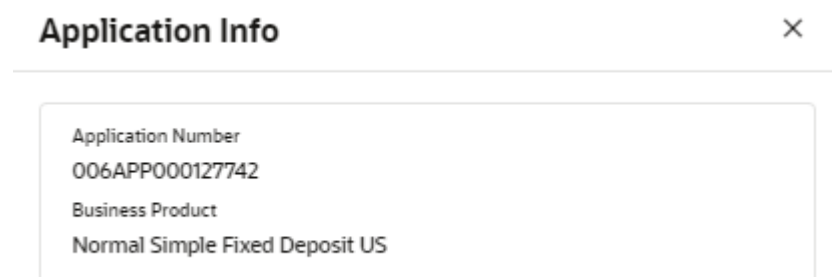 Application Info
Application Number
006APP000127742
Business Product
Normal Simple Fixed Deposit US